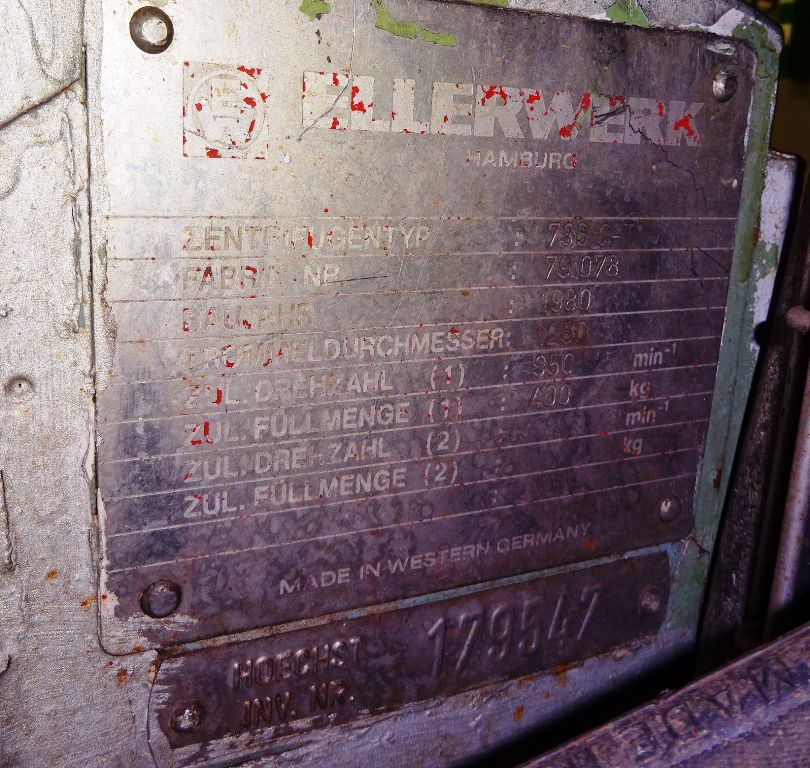 ELLERWERK
HAMBURG
ZENTRIFUGENTYP :
FABRIK-NR. : 79 078
BAUJAHR : 1980
TROMMELDURCHMESSER: 1250
ZUL. DREHZAHL (1) : 950 min⁻¹
ZUL. FÜLLMENGE (1) : 400 kg
ZUL. DREHZAHL (2) : min⁻¹
ZUL. FÜLLMENGE (2) : kg
MADE IN WESTERN GERMANY
HOECHST 179547
INV. NR.
MADE